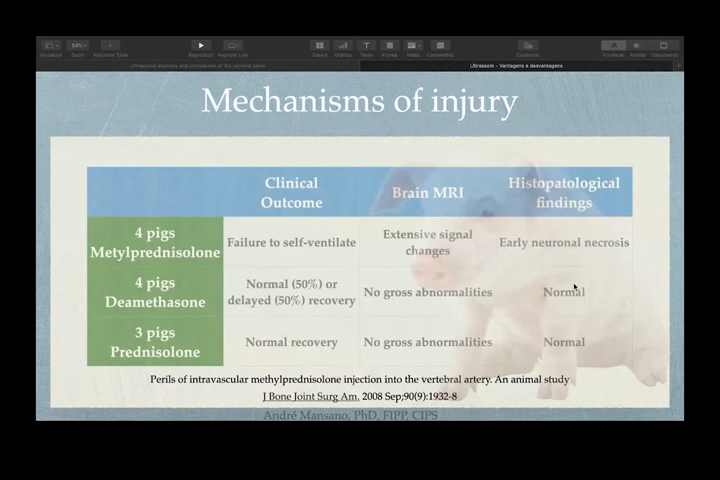 Ultrassom - Vantagens e desvantagens
Mechanisms of injury
Clinical
Outcome
Brain MRI
Histopatological
findings
4 pigs
Metylprednisolone
Failure to self-ventilate
Extensive signal
changes
Early neuronal necrosis
4 pigs
Deamethasone
Normal (50%) or
delayed (50%) recovery
No gross abnormalities
Normal
3 pigs
Prednisolone
Normal recovery
No gross abnormalities
Normal
Perils of intravascular methylprednisolone injection into the vertebral artery. An animal study
J Bone Joint Surg Am. 2008 Sep;90(9):1932-8
André Mansano, PhD, FIPP, CIPS